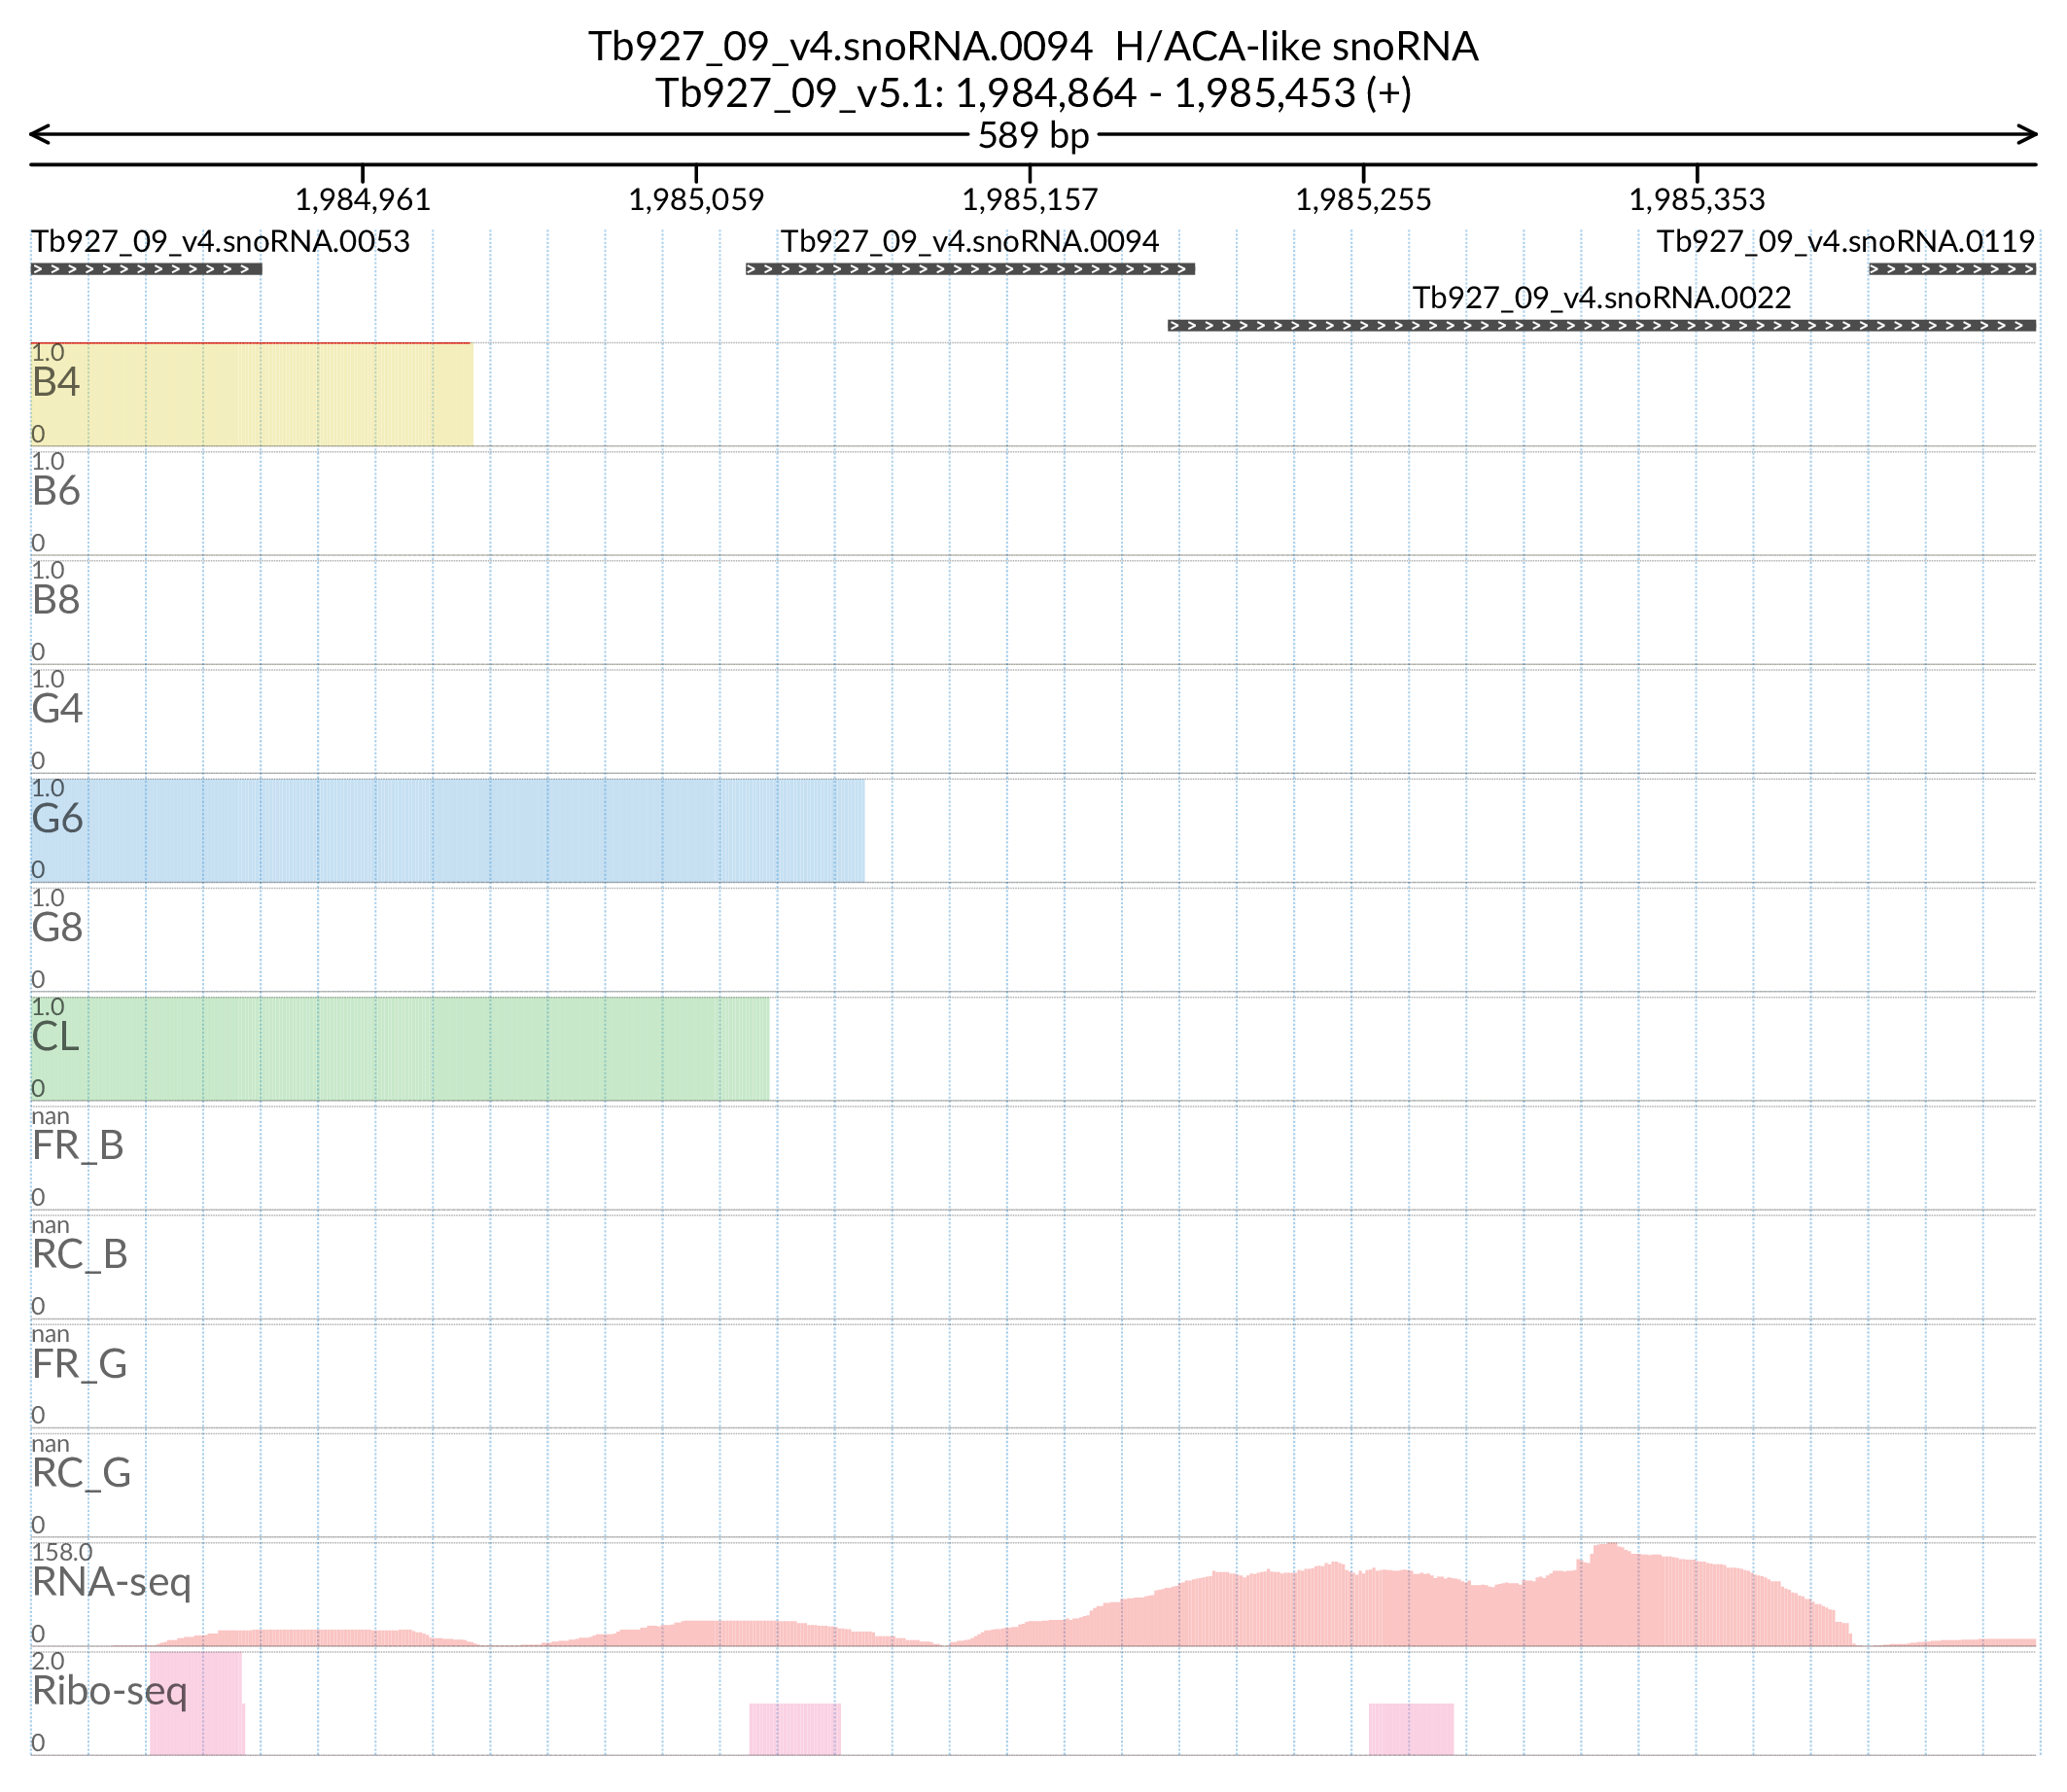 Tb927_09_v4.snoRNA.0094 H/ACA-like snoRNA
Tb927_09_v5.1: 1,984,864 - 1,985,453 (+)
589 bp
1,984,961 1,985,059 1,985,157 1,985,255 1,985,353
Tb927_09_v4.snoRNA.0053 Tb927_09_v4.snoRNA.0094 Tb927_09_v4.snoRNA.0119
Tb927_09_v4.snoRNA.0022
1.0
B4
0
1.0
B6
0
1.0
B8
0
1.0
G4
0
1.0
G6
0
1.0
G8
0
1.0
CL
0
nan
FR_B
0
nan
RC_B
0
nan
FR_G
0
nan
RC_G
0
158.0
RNA-seq
0
2.0
Ribo-seq
0